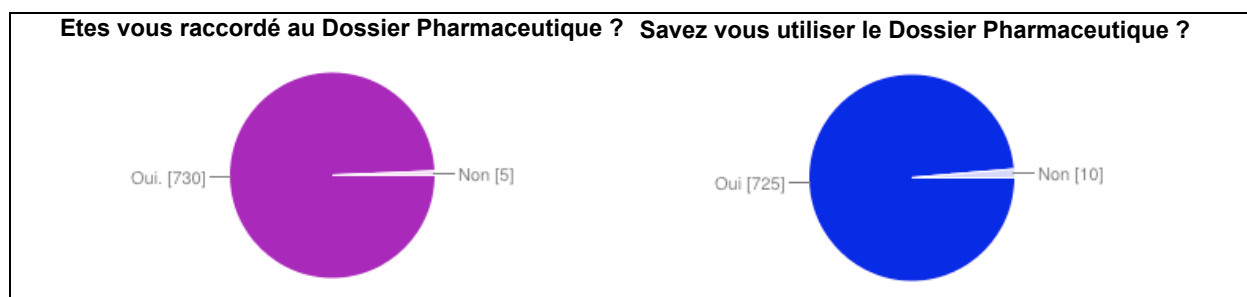 Etes vous raccordé au Dossier Pharmaceutique ?
Savez vous utiliser le Dossier Pharmaceutique ?
Oui. [730]
Non [5]
Oui [725]
Non [10]